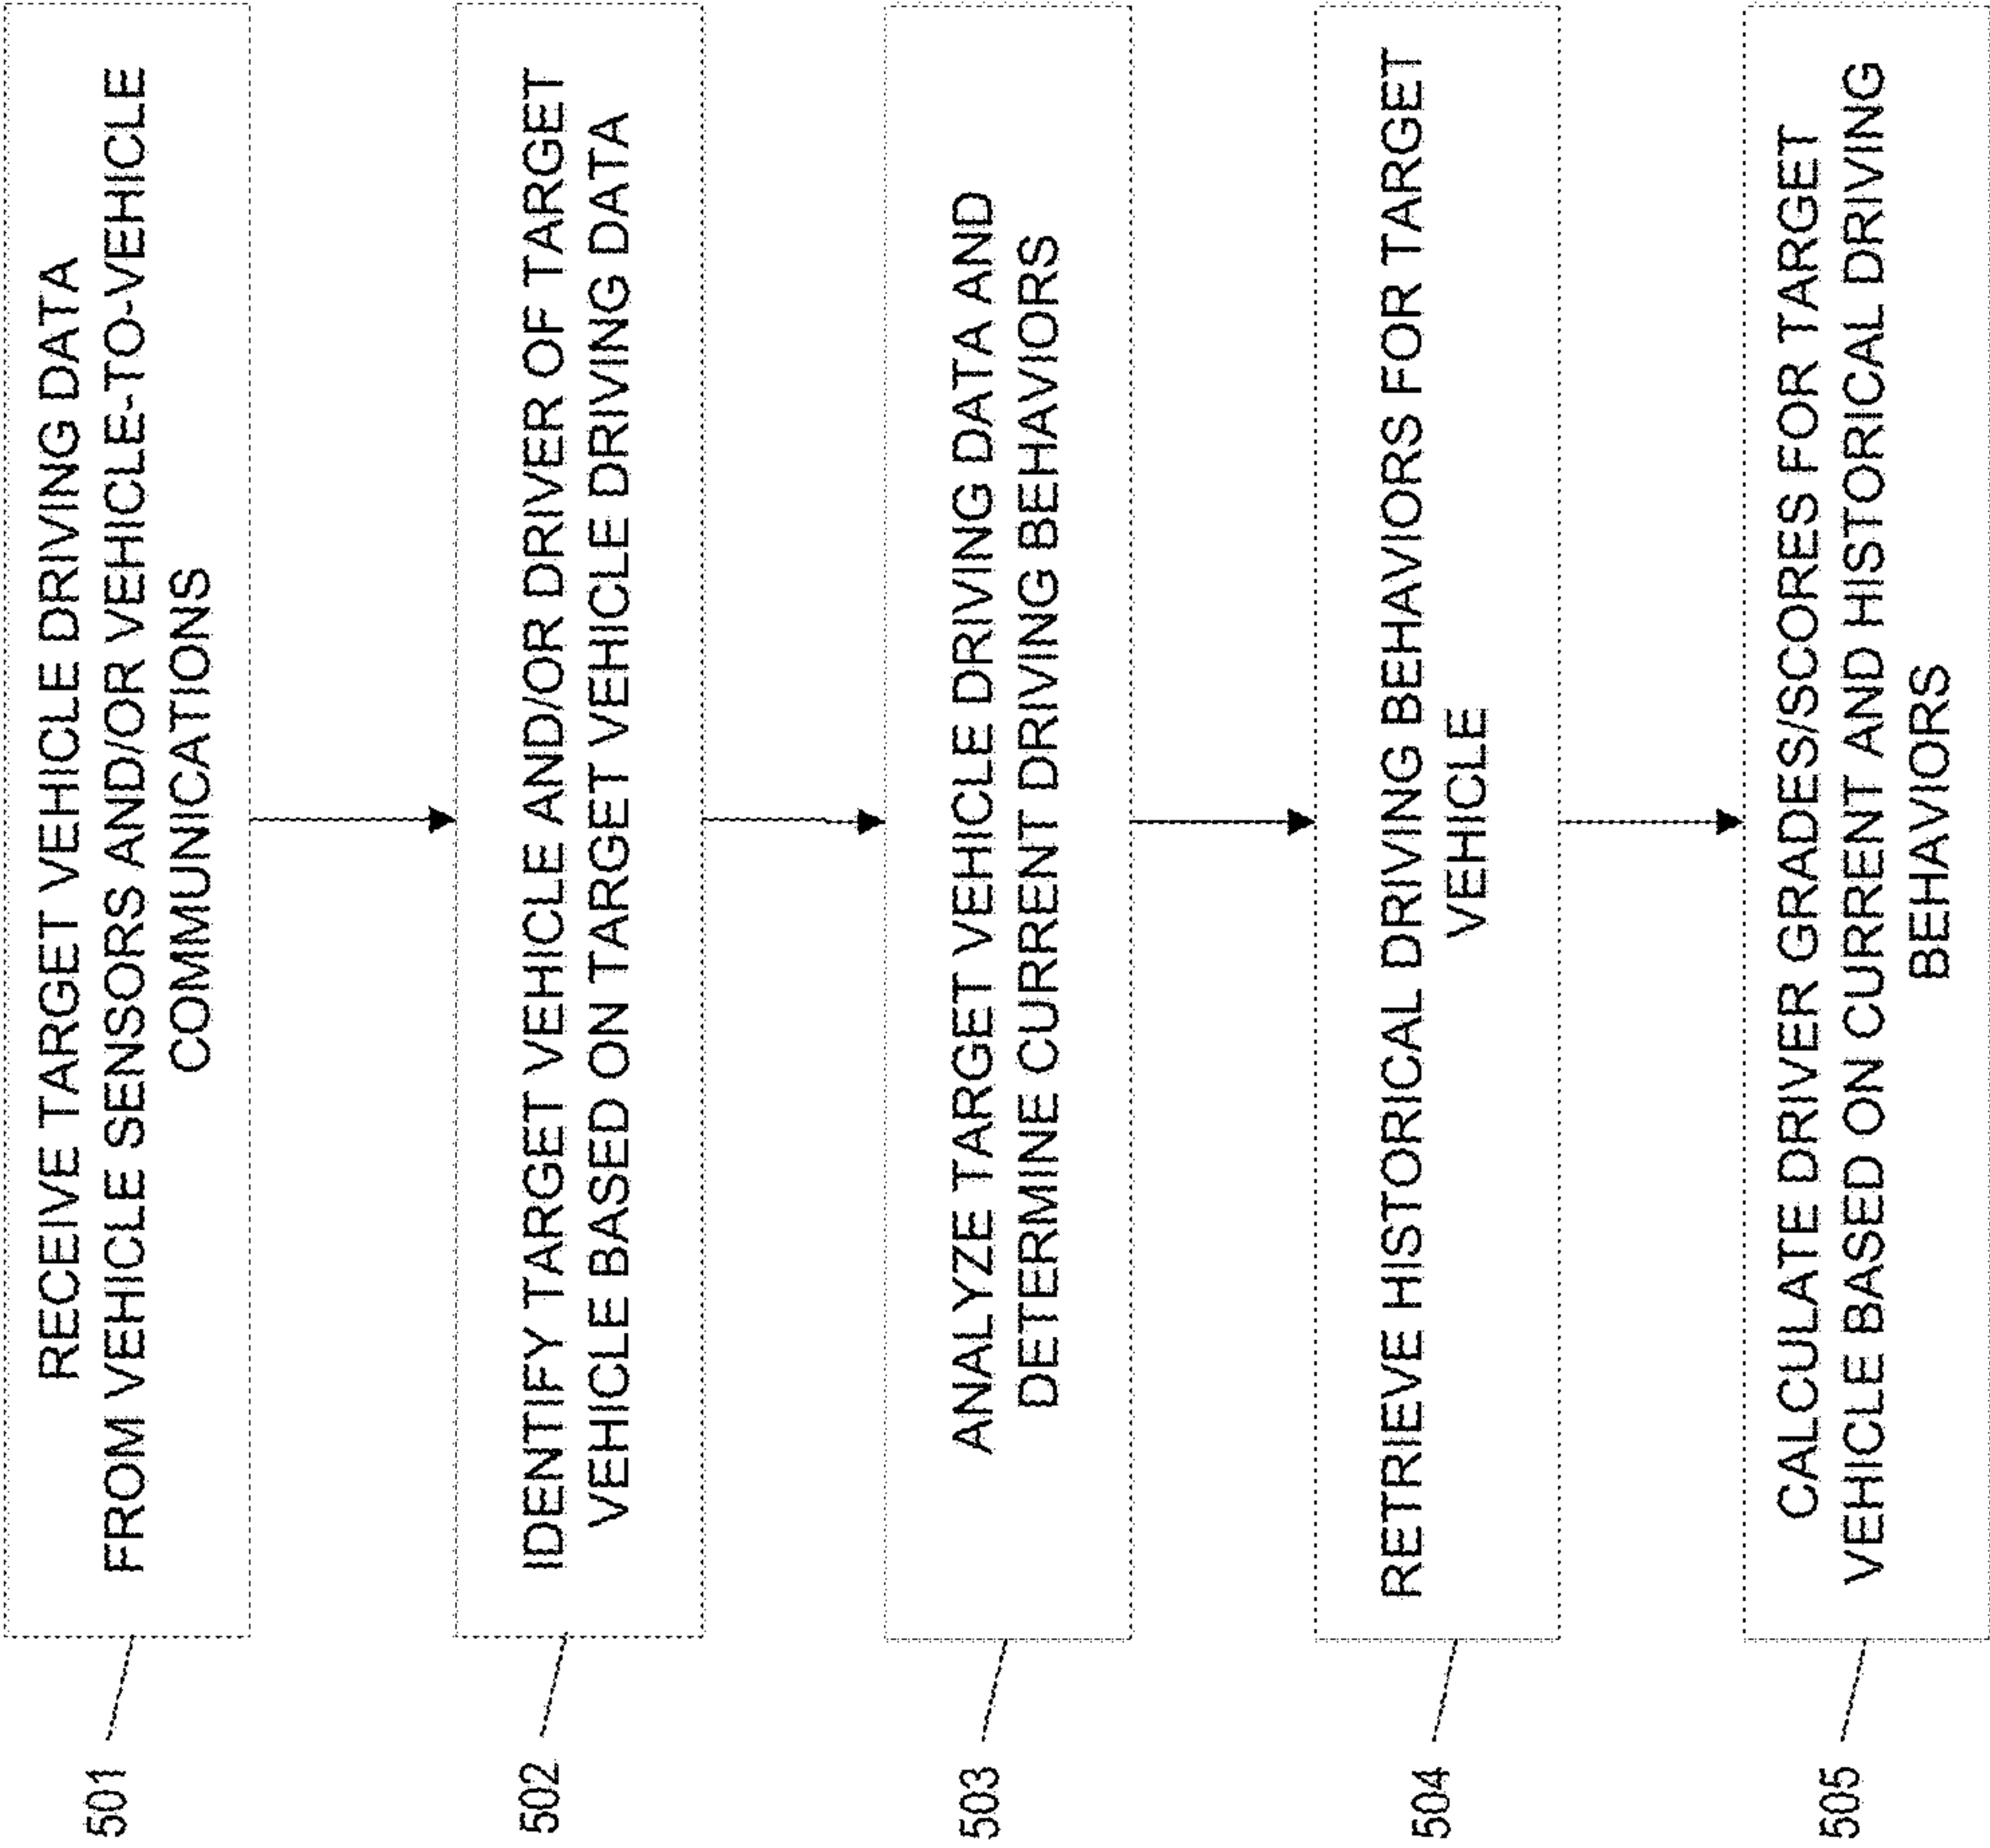 RECEIVE TARGET VEHICLE DRIVING DATA
FROM VEHICLE SENSORS AND/OR VEHICLE-TO-VEHICLE
COMMUNICATIONS
501
IDENTIFY TARGET VEHICLE AND/OR DRIVER OF TARGET
VEHICLE BASED ON TARGET VEHICLE DRIVING DATA
502
ANALYZE TARGET VEHICLE DRIVING DATA AND
DETERMINE CURRENT DRIVING BEHAVIORS
503
RETRIEVE HISTORICAL DRIVING BEHAVIORS FOR TARGET
VEHICLE
504
CALCULATE DRIVER GRADES/SCORES FOR TARGET
VEHICLE BASED ON CURRENT AND HISTORICAL DRIVING
BEHAVIORS
505